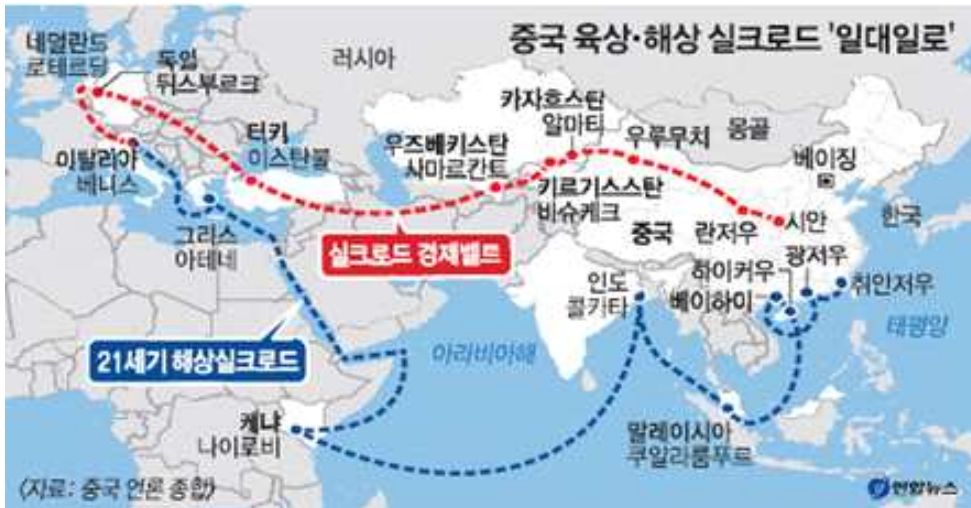 중국 육상·해상 실크로드 '일대일로'
네덜란드
로테르담
독일
뒤스부르크
러시아
카자흐스탄
알마티
우루무치
몽골
터키
이스탄불
우즈베키스탄
사마르칸트
이탈리아
베니스
베이징
키르기스스탄
비슈케크
시안
한국
그리스
아테네
실크로드 경제벨트
중국
란저우
광저우
하이커우
베이하이
취안저우
인도
콜카타
태평양
21세기 해상실크로드
아라비아해
케냐
나이로비
말레이시아
쿠알라룸푸르
〈자료: 중국 언론 종합〉
연합뉴스